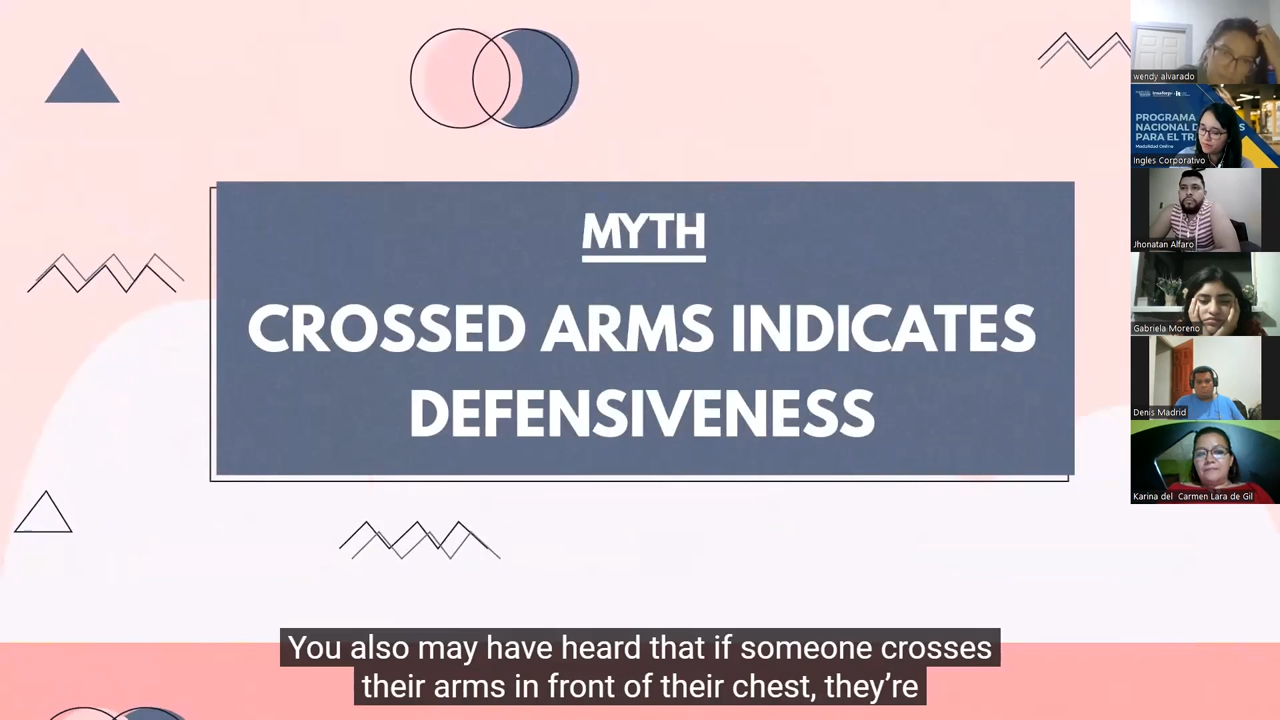 MYTH
CROSSED ARMS INDICATES
DEFENSIVENESS
You also may have heard that if someone crosses
their arms in front of their chest, they’re
wendy alvarado
PROGRAMA
NACIONAL D
S
PARA EL TR
Modalidad Online
Ingles Corporativo
Jhonatan Alfaro
Gabriela Moreno
Denis Madrid
Karina del Carmen Lara de Gil